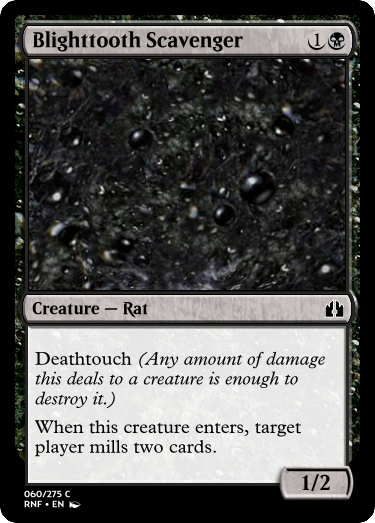 Blighttooth Scavenger 1
Creature — Rat
Deathtouch (Any amount of damage
this deals to a creature is enough to
destroy it.)
When this creature enters, target
player mills two cards.
1/2
060/275 C
RNF • EN